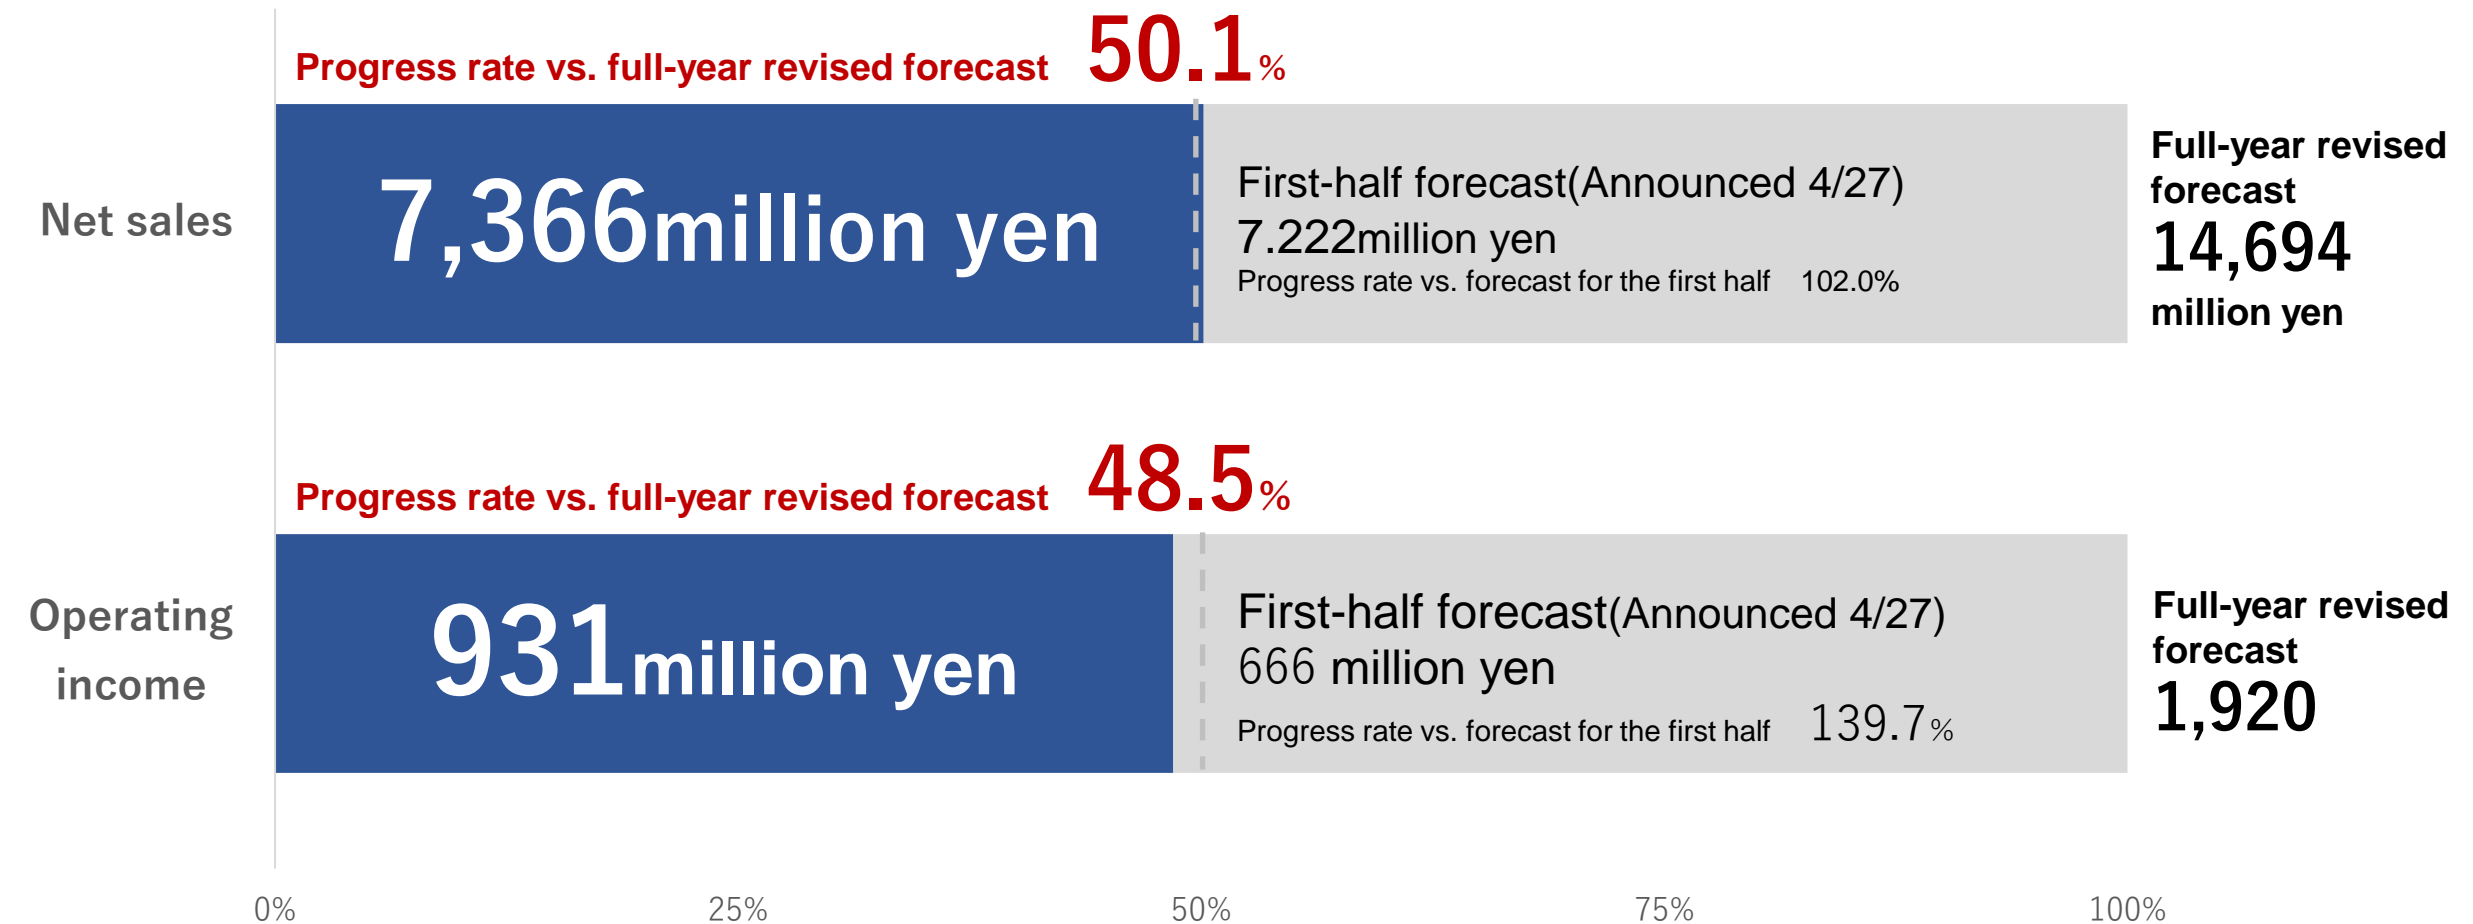 Progress rate vs. full-year revised forecast 50.1%
Net sales
7,366million yen
First-half forecast(Announced 4/27)
7.222million yen
Progress rate vs. forecast for the first half 102.0%
Full-year revised
forecast
14,694
million yen
Progress rate vs. full-year revised forecast 48.5%
Operating
income
931million yen
First-half forecast(Announced 4/27)
666 million yen
Progress rate vs. forecast for the first half 139.7%
Full-year revised
forecast
1,920
0% 25% 50% 75% 100%